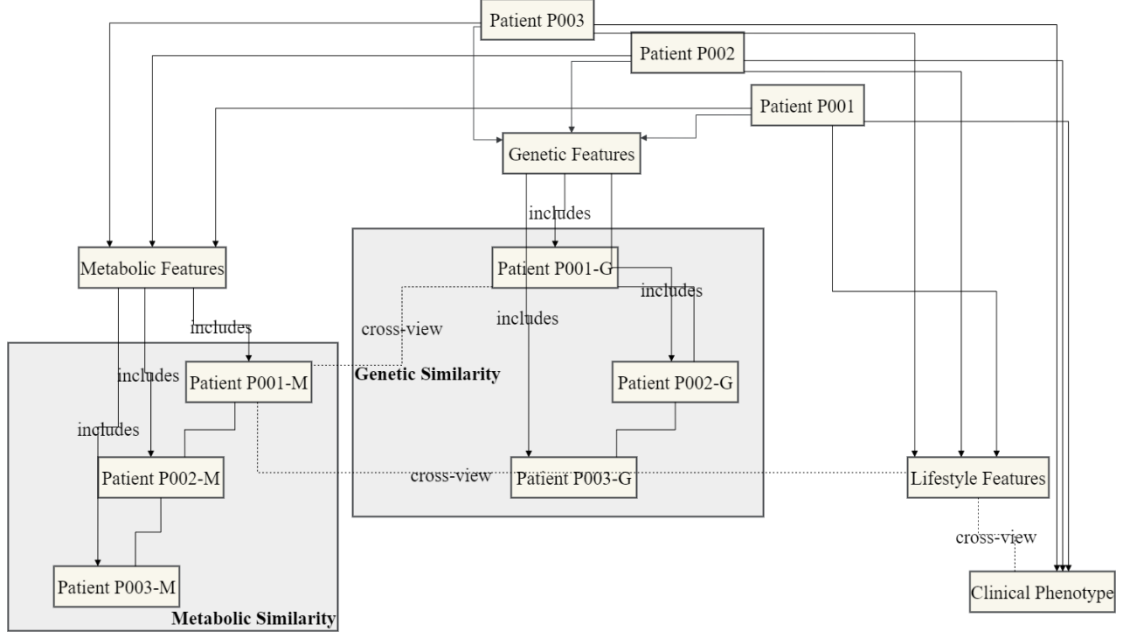 Patient P003
Patient P002
Patient P001
Genetic Features
includes
Metabolic Features
Patient P001-G
includes
includes
includes
cross-view
Genetic Similarity
includes
Patient P001-M
Patient P002-G
includes
Patient P002-M
cross-view
Patient P003-G
Lifestyle Features
cross-view
Patient P003-M
Clinical Phenotype
Metabolic Similarity